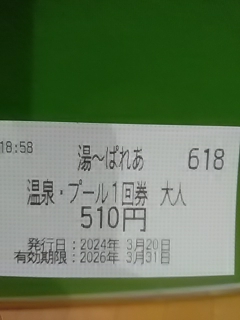 18:58 湯～ぱれあ 618
温泉・プール1回券 大人
510円
発行日：2024年 3月20日
有効期限：2026年 3月31日